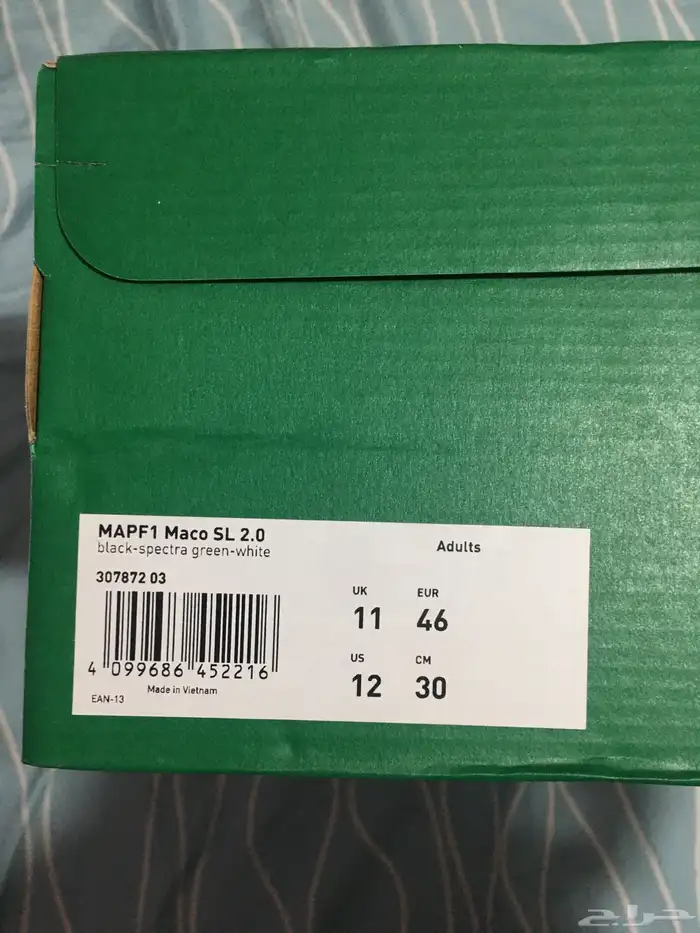 MAPF1 Maco SL 2.0
black-spectra green-white
Adults
307872 03
UK
EUR
11
46
US
CM
12
30
4 099686 452216
Made in Vietnam
EAN-13
حراج